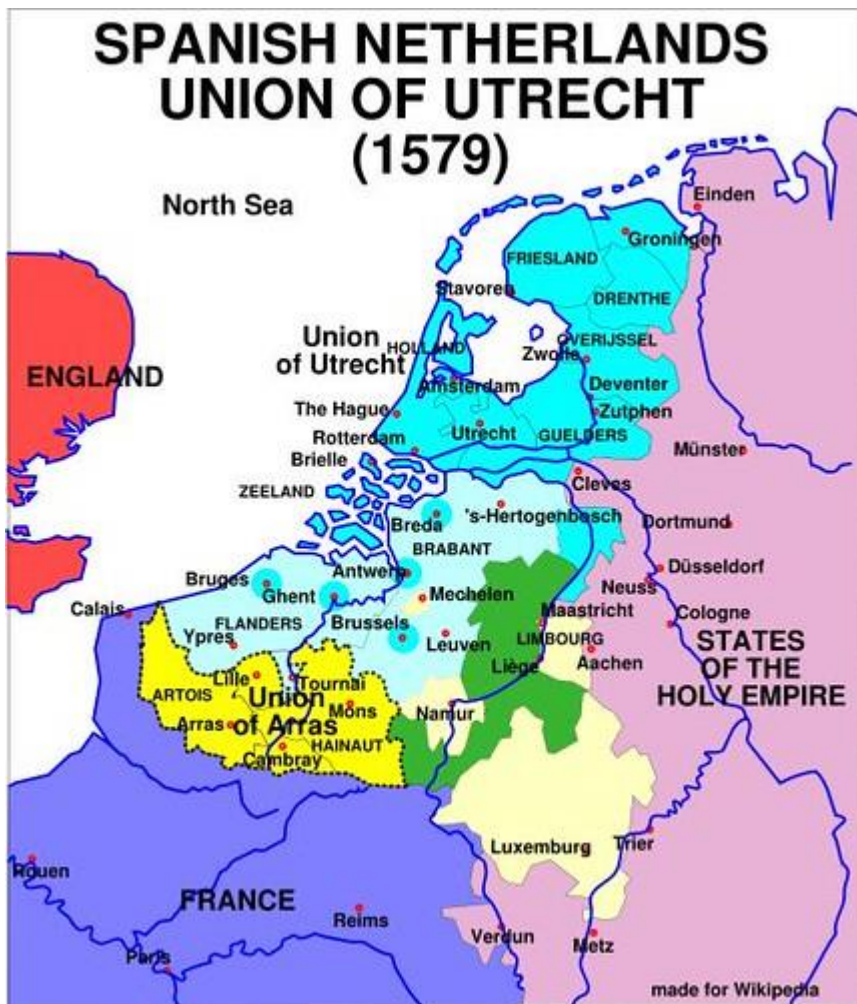 SPANISH NETHERLANDS
UNION OF UTRECHT
(1579)
North Sea
Einden
Groningen
FRIESLAND
Stavoren
DRENTHE
Union
of Utrecht
HOLLAND
OVERIJSSEL
Zwolle
ENGLAND
Amsterdam
Deventer
The Hague
Zutphen
Rotterdam
Utrecht
GUELDERS
Brielle
Münster
Cleves
ZEELAND
Breda
's-Hertogenbosch
Dortmund
BRABANT
Antwerp
Düsseldorf
Bruges
Neuss
Ghent
Mechelen
Calais
Maastricht
Cologne
FLANDERS
Brussels
LIMBOURG
Ypres
Leuven
STATES
OF THE
HOLY EMPIRE
Liège
Aachen
Lille
Tournai
ARTOIS
Union
of Arras
Mons
Namur
Arras
HAINAUT
Cambray
Luxemburg
Trier
Rouen
FRANCE
Reims
Verdun
Metz
Paris
made for Wikipedia